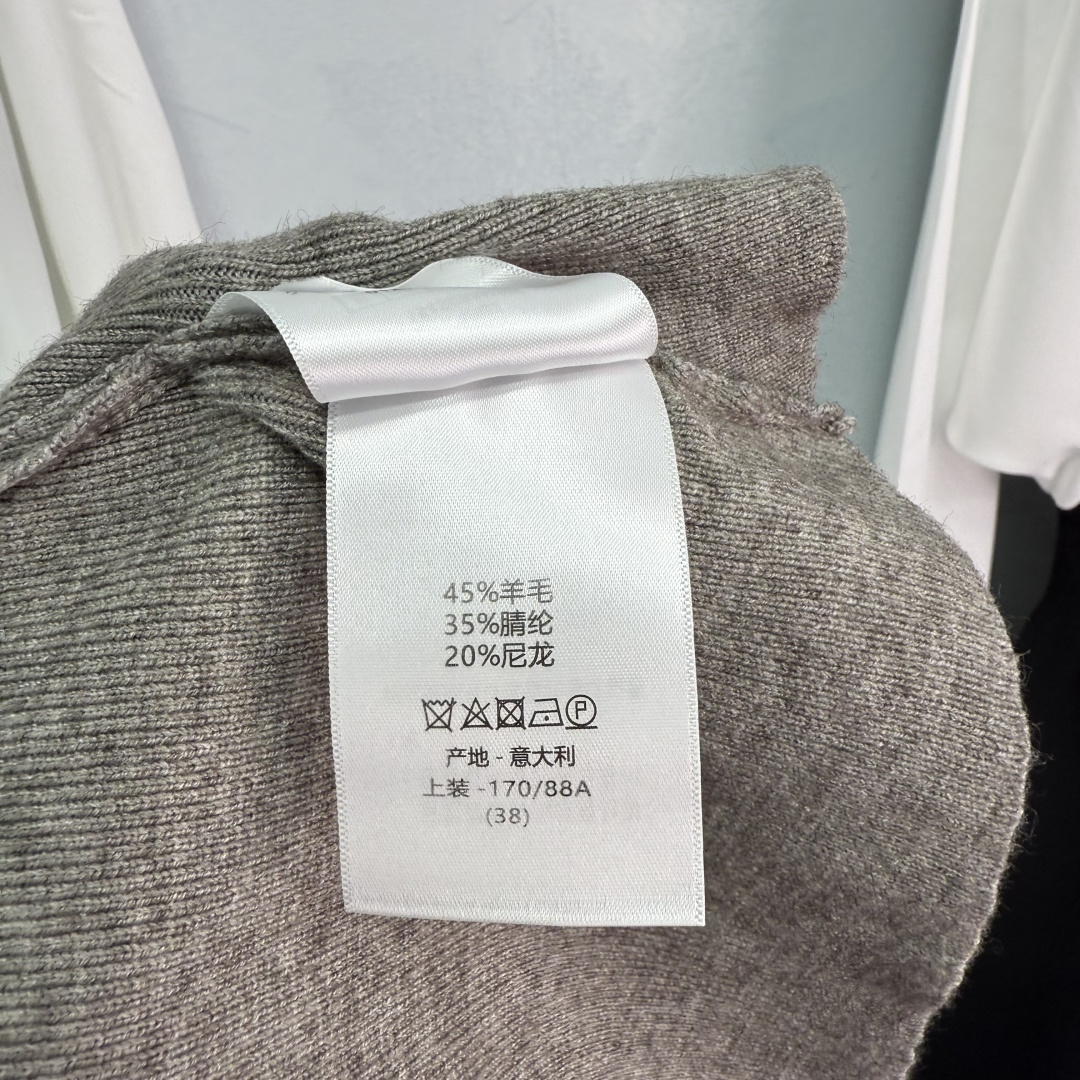 45%羊毛
35%腈纶
20%尼龙
P
产地 - 意大利
上装 -170/88A
(38)